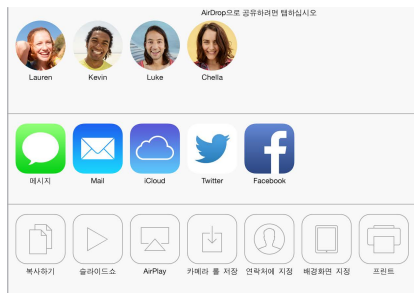 AirDrop으로 공유하려면 탭하십시오
Lauren Kevin Luke Chella
메시지 Mail iCloud Twitter Facebook
복사하기 슬라이드쇼 AirPlay 카메라 롤 저장 연락처에 지정 배경화면 지정 프린트